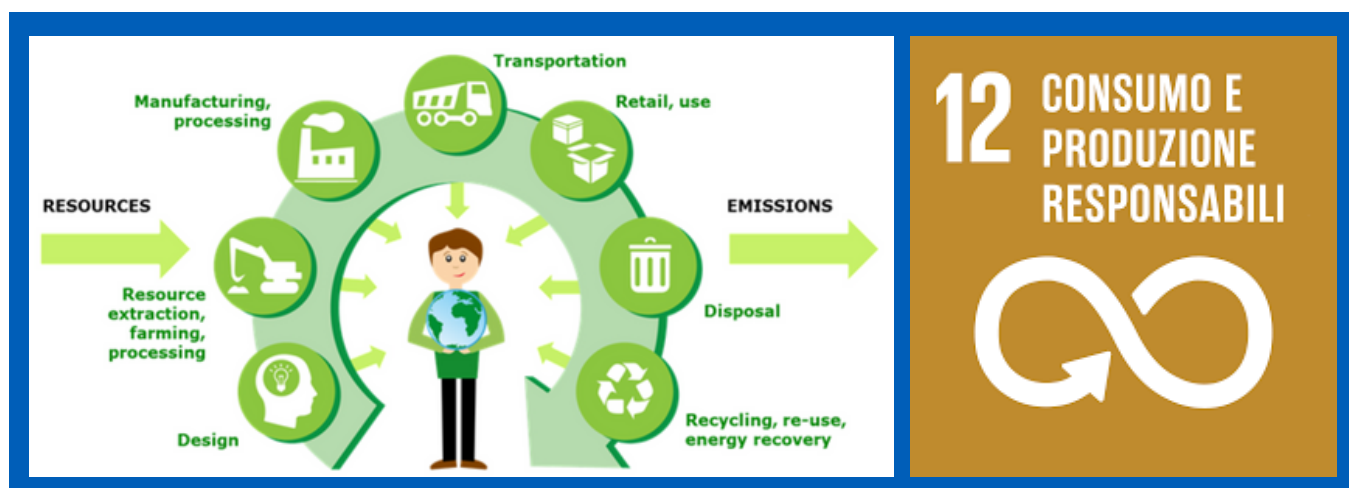 Transportation
Manufacturing,
processing
Retail, use
RESOURCES
EMISSIONS
Resource
extraction,
farming,
processing
Disposal
Design
Recycling, re-use,
energy recovery
12
CONSUMO E
PRODUZIONE
RESPONSABILI